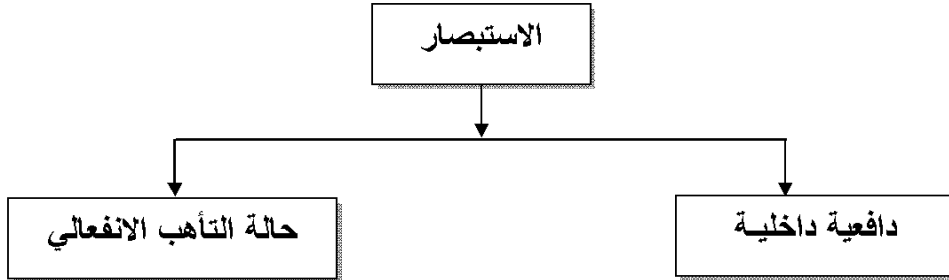 الاستبصار
دافعية داخلية
حالة التأهب الانفعالي